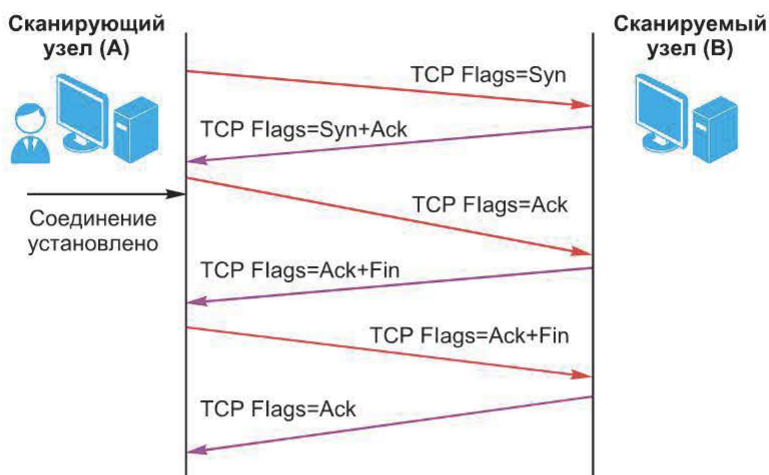 Сканирующий
узел (A)
Сканируемый
узел (B)
TCP Flags=Syn
TCP Flags=Syn+Ack
TCP Flags=Ack
Соединение
установлено
TCP Flags=Ack+Fin
TCP Flags=Ack+Fin
TCP Flags=Ack